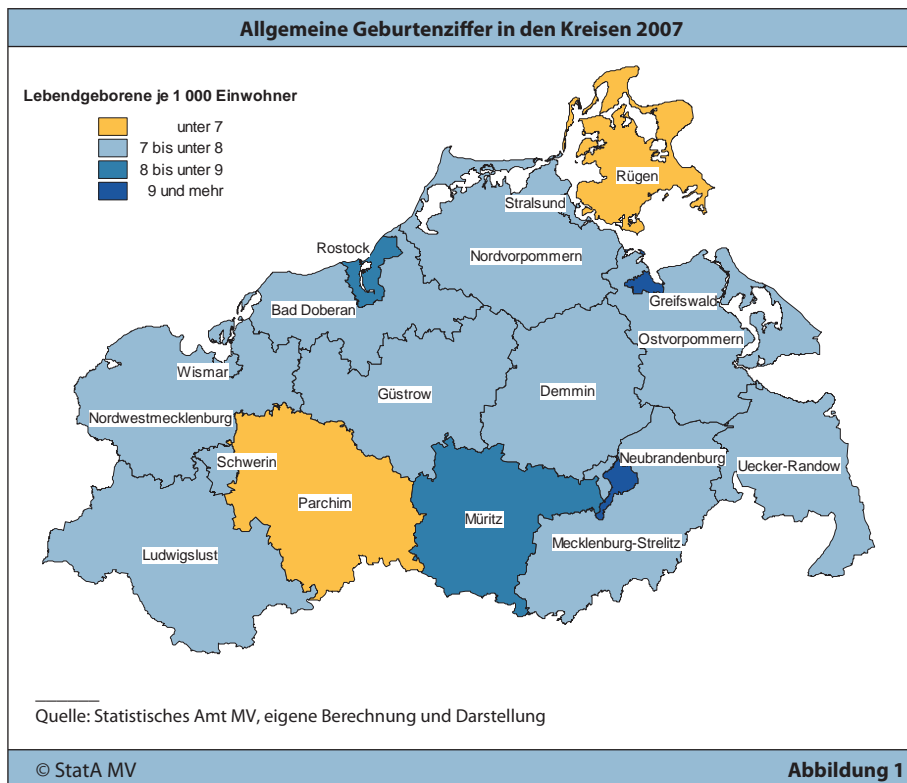 Allgemeine Geburtenziffer in den Kreisen 2007
Lebendgeborene je 1 000 Einwohner
unter 7
7 bis unter 8
8 bis unter 9
9 und mehr
Rügen
Stralsund
Rostock
Nordvorpommern
Greifswald
Bad Doberan
Ostvorpommern
Wismar
Güstrow
Demmin
Nordwestmecklenburg
Schwerin
Neubrandenburg
Uecker-Randow
Parchim
Müritz
Ludwigslust
Mecklenburg-Strelitz
Quelle: Statistisches Amt MV, eigene Berechnung und Darstellung
© StatA MV
Abbildung 1